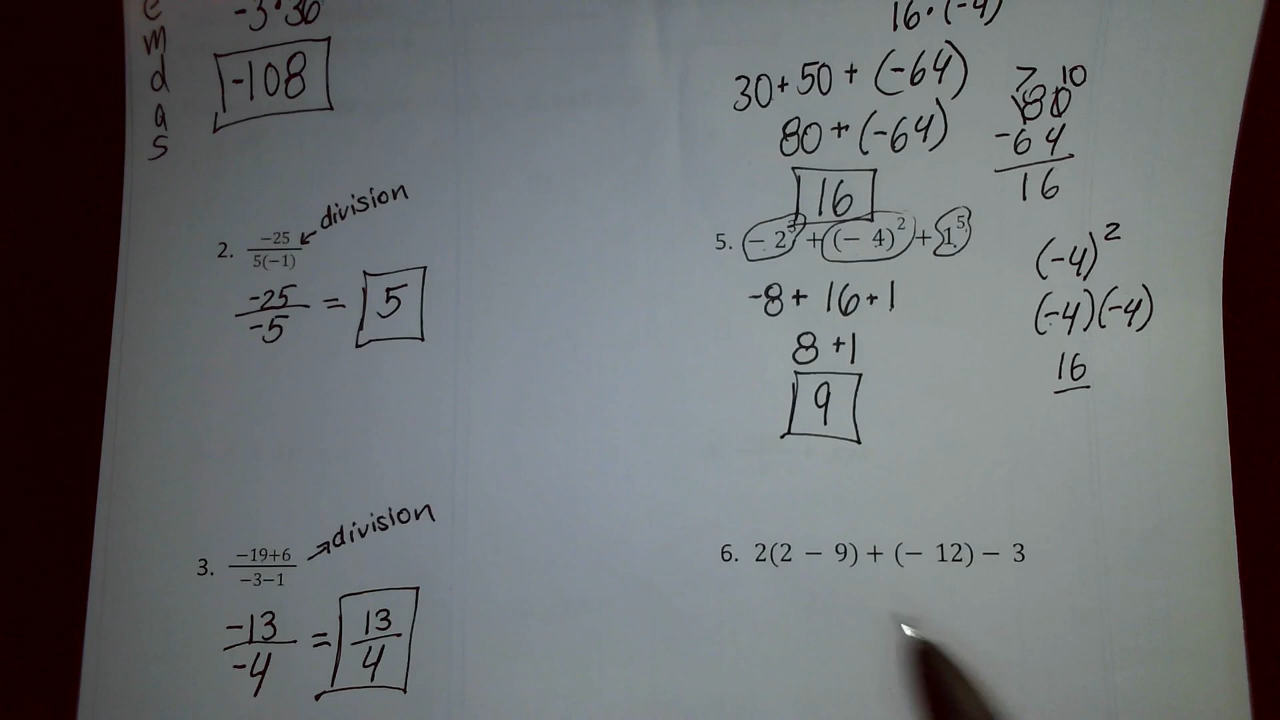 e
m
d
a
s
-3·36
-108
2. -25/5(-1)
division
-25/-5 = 5
3. -19+6/-3-1
division
-13/-4 = 13/4
16·(-4)
30+50+(-64)
80+(-64)
16
7 10
80
-64
16
5. -2³+(-4)²+1⁵
-8+16+1
8+1
9
(-4)²
(-4)(-4)
16
6. 2(2 − 9) + (− 12) − 3